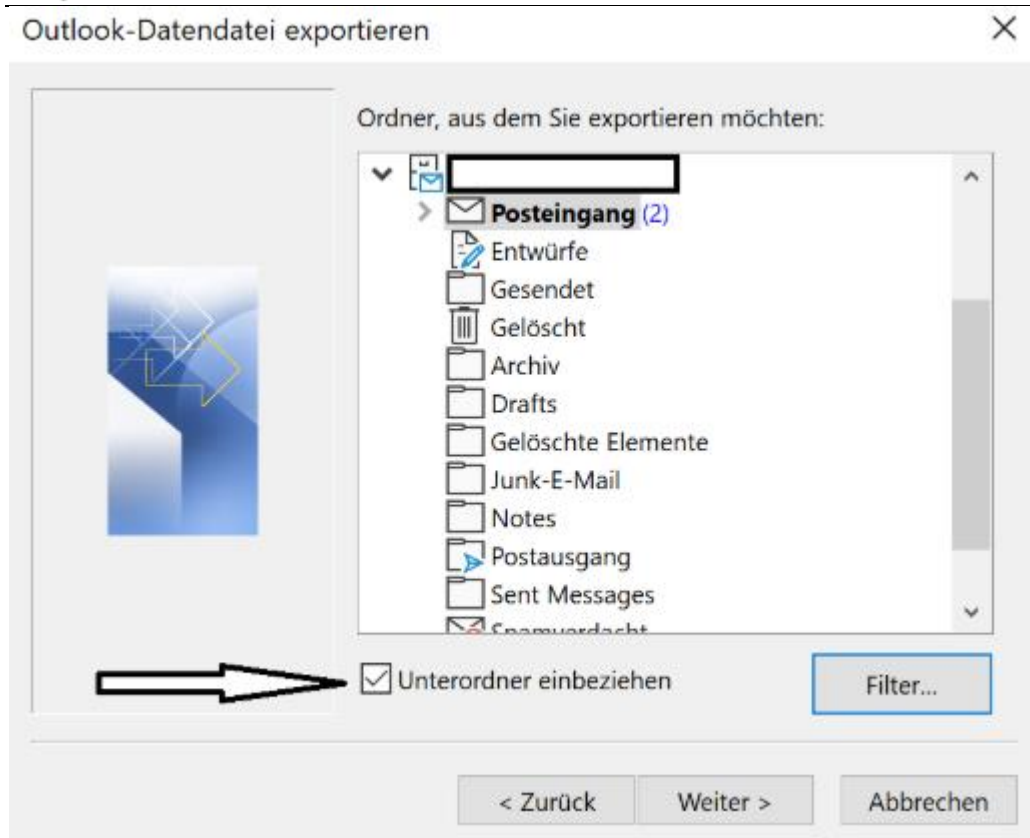 Outlook-Datendatei exportieren
Ordner, aus dem Sie exportieren möchten:
Posteingang (2)
Entwürfe
Gesendet
Gelöscht
Archiv
Drafts
Gelöschte Elemente
Junk-E-Mail
Notes
Postausgang
Sent Messages
Spamverdacht
Unterordner einbeziehen
Filter...
< Zurück
Weiter >
Abbrechen